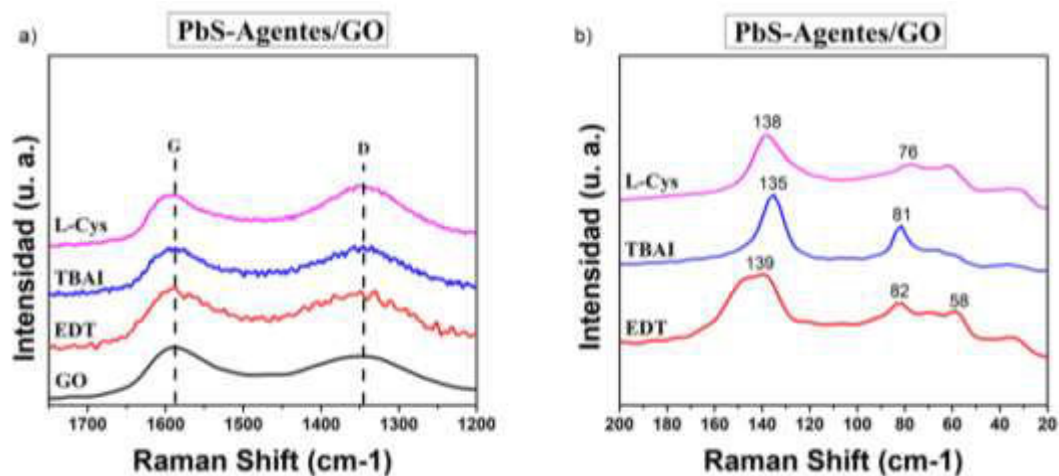 a)
PbS-Agentes/GO
Intensidad (u. a.)
G
D
L-Cys
TBAI
EDT
GO
1700 1600 1500 1400 1300 1200
Raman Shift (cm-1)
b)
PbS-Agentes/GO
Intensidad (u. a.)
138
76
L-Cys
135
81
TBAI
139
82
58
EDT
200 180 160 140 120 100 80 60 40 20
Raman Shift (cm-1)